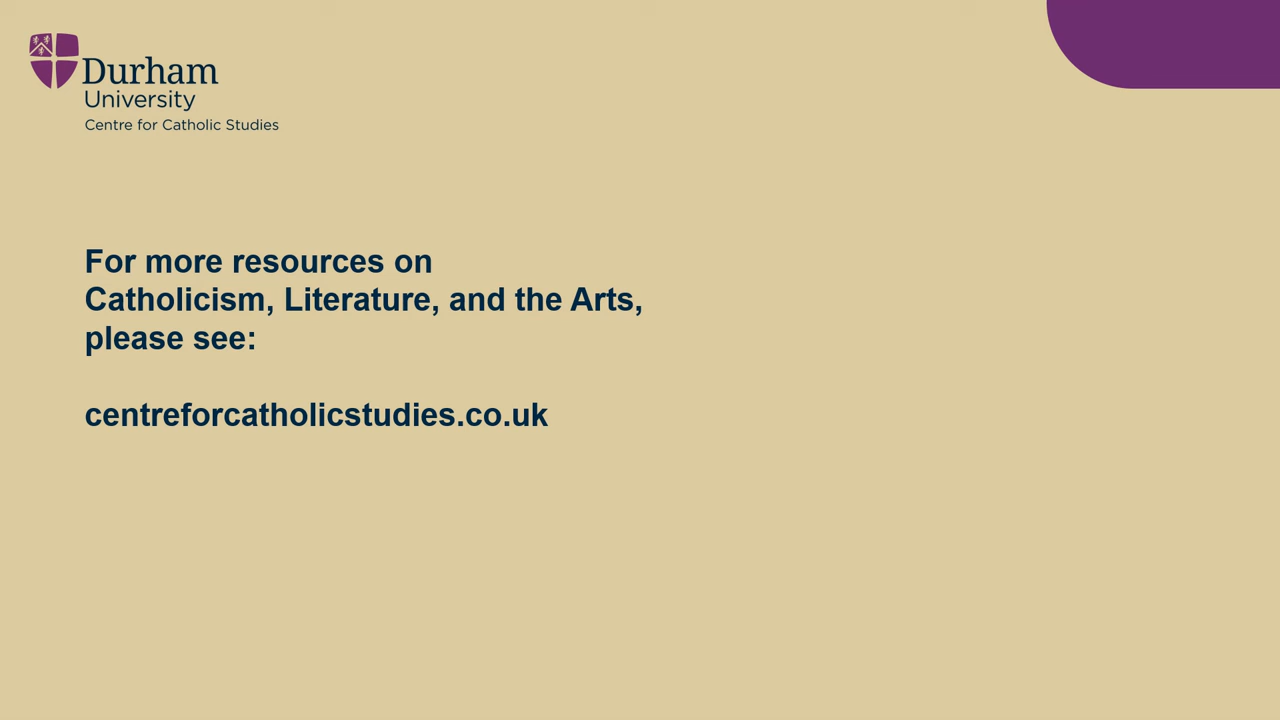 Durham
University
Centre for Catholic Studies
For more resources on
Catholicism, Literature, and the Arts,
please see:
centreforcatholicstudies.co.uk